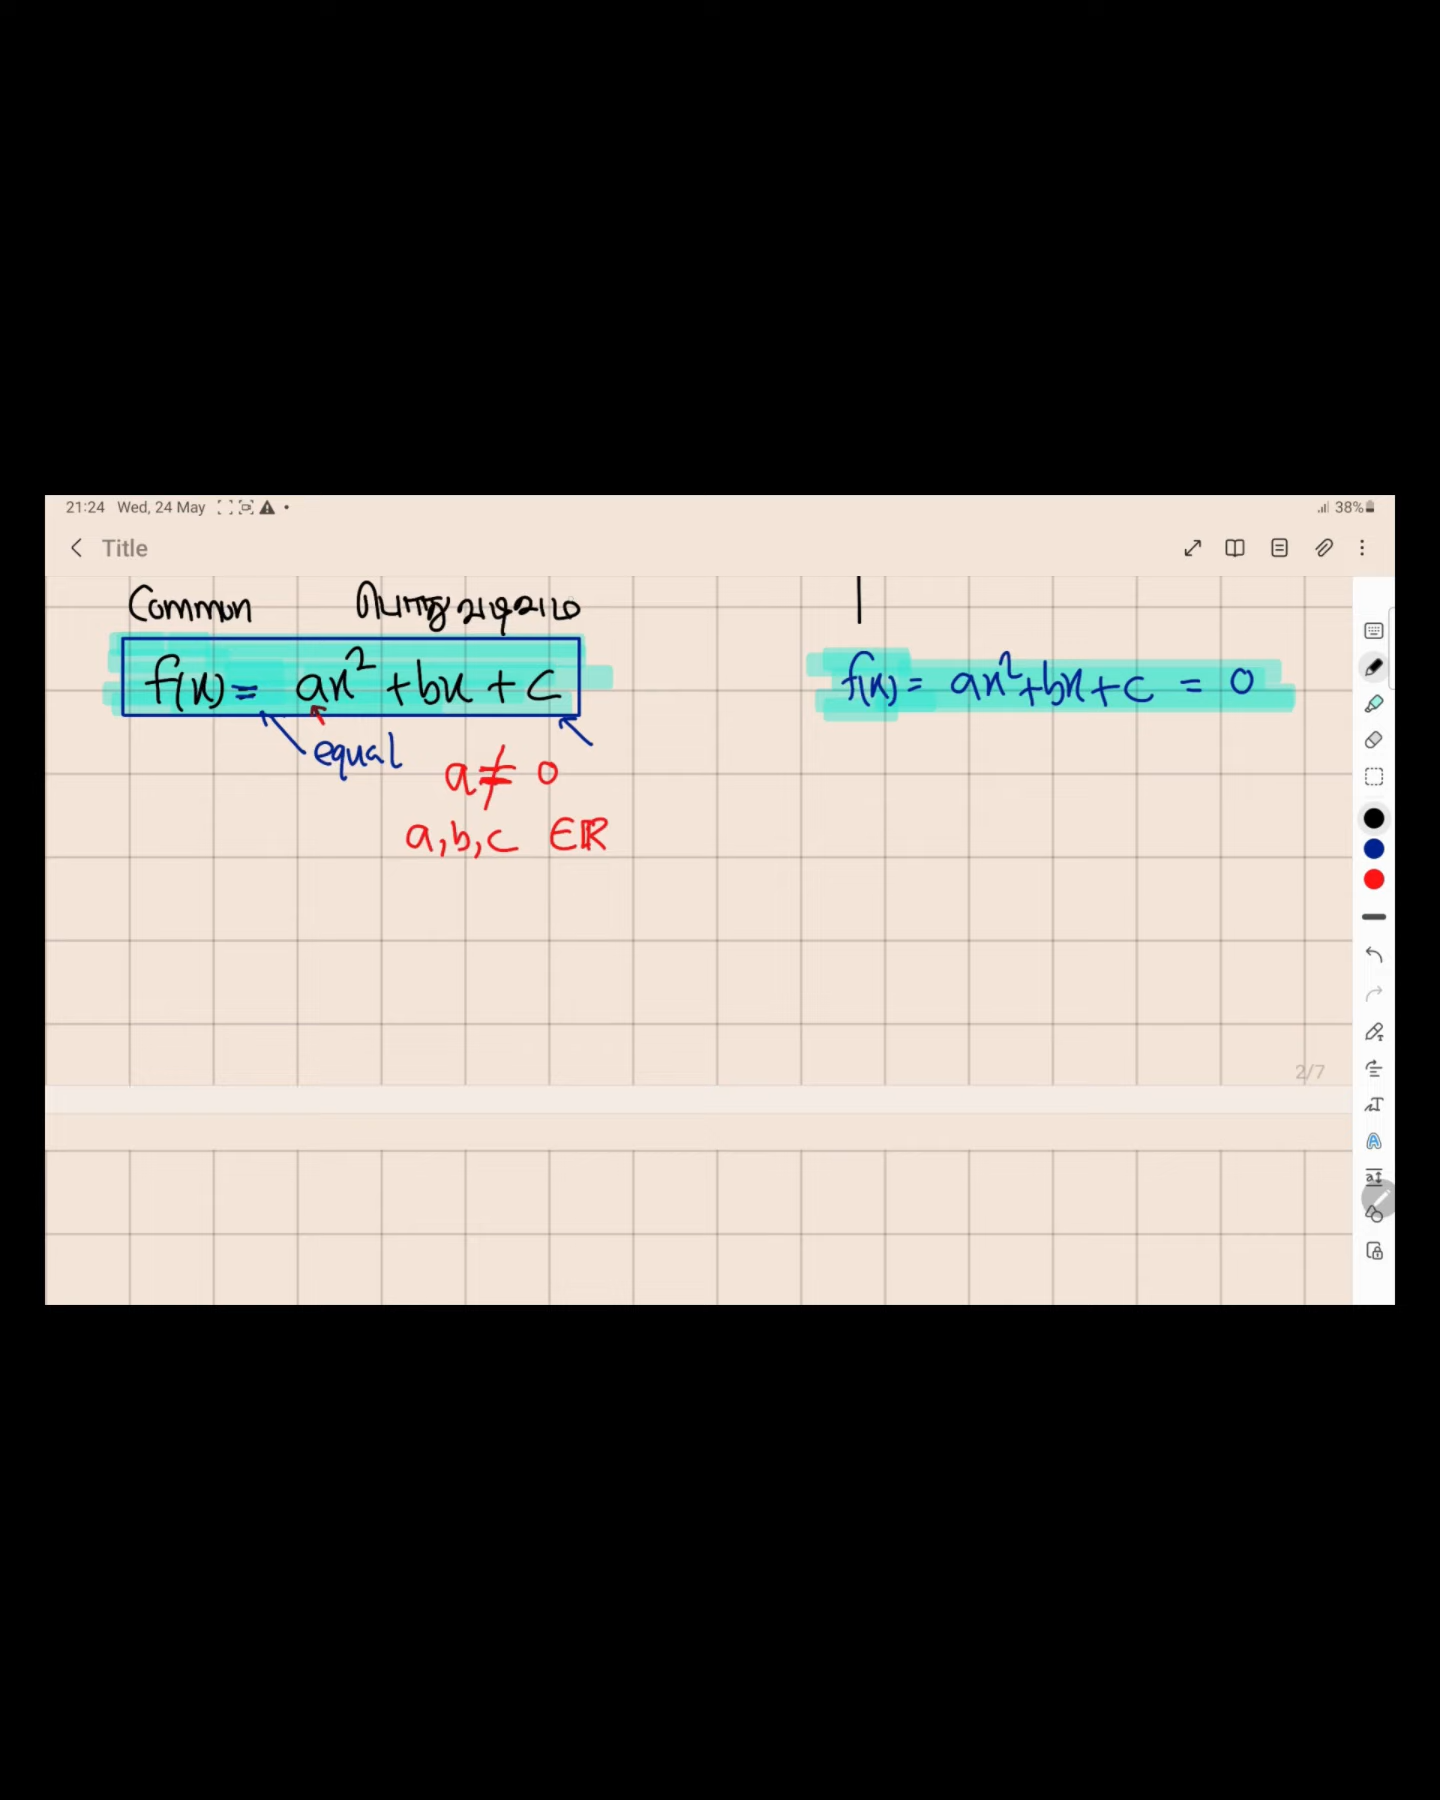 21:24 Wed, 24 May 38%
Title
Common
f(x) = ax² + bx + c
f(x) = ax² + bx + c = 0
equal
a ≠ 0
a, b, c ∈ ℝ
2/7